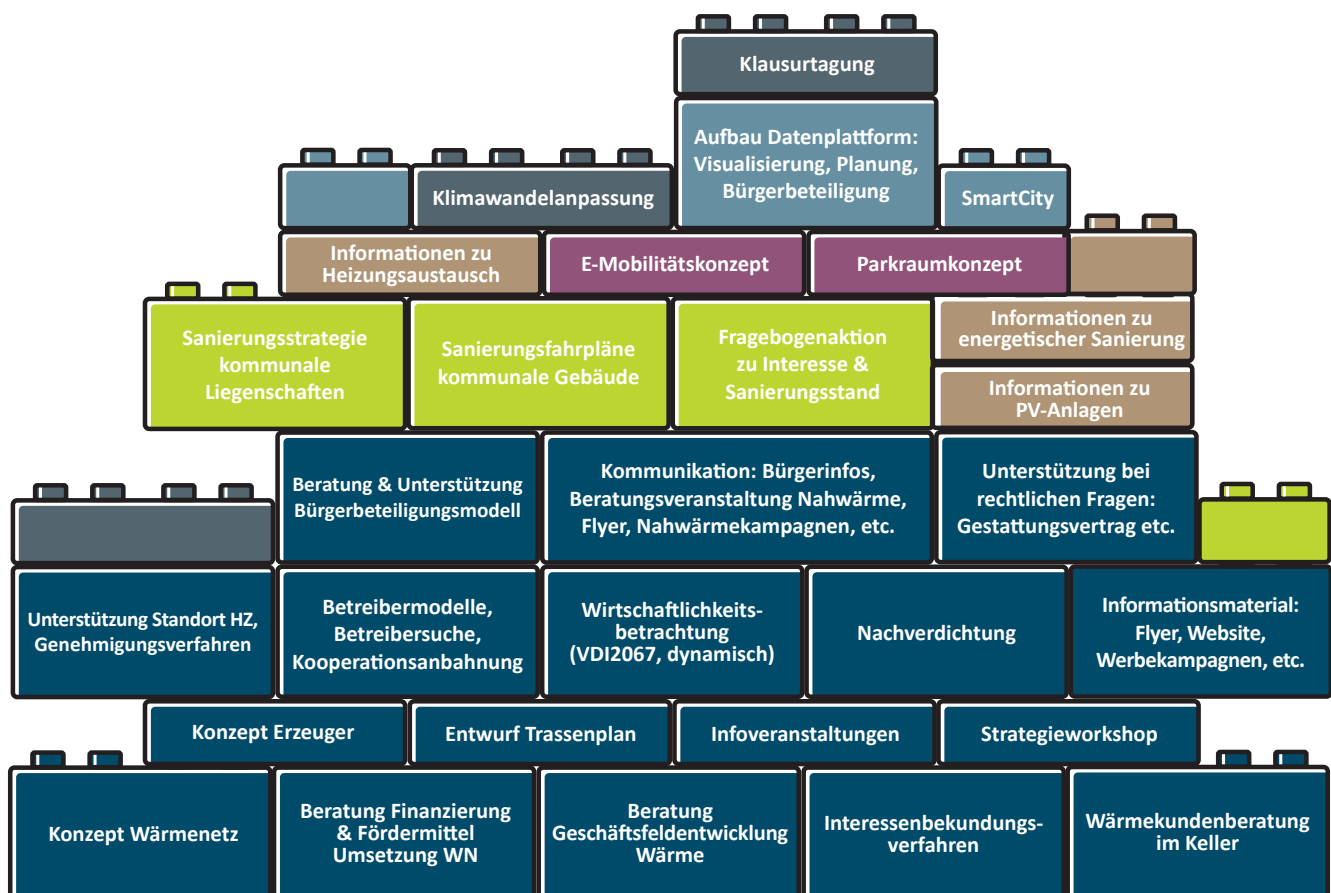 Klausurtagung
Aufbau Datenplattform:
Visualisierung, Planung,
Bürgerbeteiligung
Klimawandelanpassung
SmartCity
Informationen zu
Heizungsaustausch
E-Mobilitätskonzept
Parkraumkonzept
Sanierungsstrategie
kommunale
Liegenschaften
Sanierungsfahrpläne
kommunale Gebäude
Fragebogenaktion
zu Interesse &
Sanierungsstand
Informationen zu
energetischer Sanierung
Informationen zu
PV-Anlagen
Beratung & Unterstützung
Bürgerbeteiligungsmodell
Kommunikation: Bürgerinfos,
Beratungsveranstaltung Nahwärme,
Flyer, Nahwärmekampagnen, etc.
Unterstützung bei
rechtlichen Fragen:
Gestattungsvertrag etc.
Unterstützung Standort HZ,
Genehmigungsverfahren
Betreibermodelle,
Betreibersuche,
Kooperationsanbahnung
Wirtschaftlichkeits-
betrachtung
(VDI2067, dynamisch)
Nachverdichtung
Informationsmaterial:
Flyer, Website,
Werbekampagnen, etc.
Konzept Erzeuger
Entwurf Trassenplan
Infoveranstaltungen
Strategieworkshop
Konzept Wärmenetz
Beratung Finanzierung
& Fördermittel
Umsetzung WN
Beratung
Geschäftsfeldentwicklung
Wärme
Interessenbekundungs-
verfahren
Wärmekundenberatung
im Keller